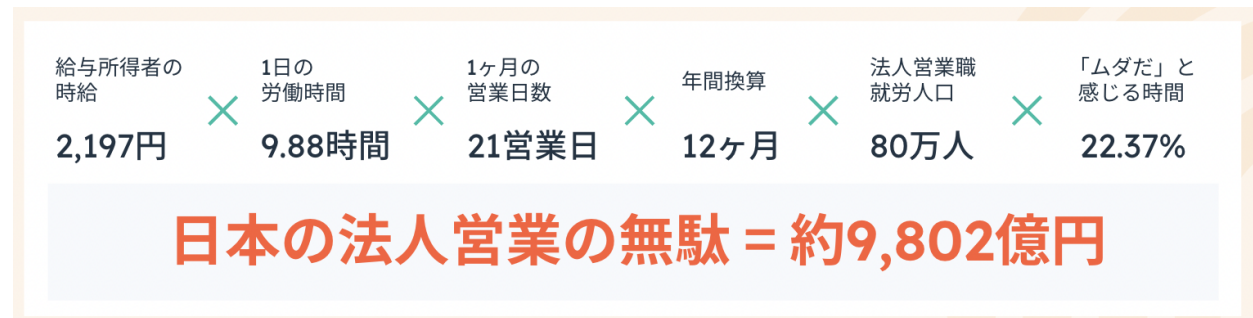 給与所得者の
時給
2,197円
×
1日の
労働時間
9.88時間
×
1ヶ月の
営業日数
21営業日
×
年間換算
12ヶ月
×
法人営業職
就労人口
80万人
×
「ムダだ」と
感じる時間
22.37%
日本の法人営業の無駄 = 約9,802億円